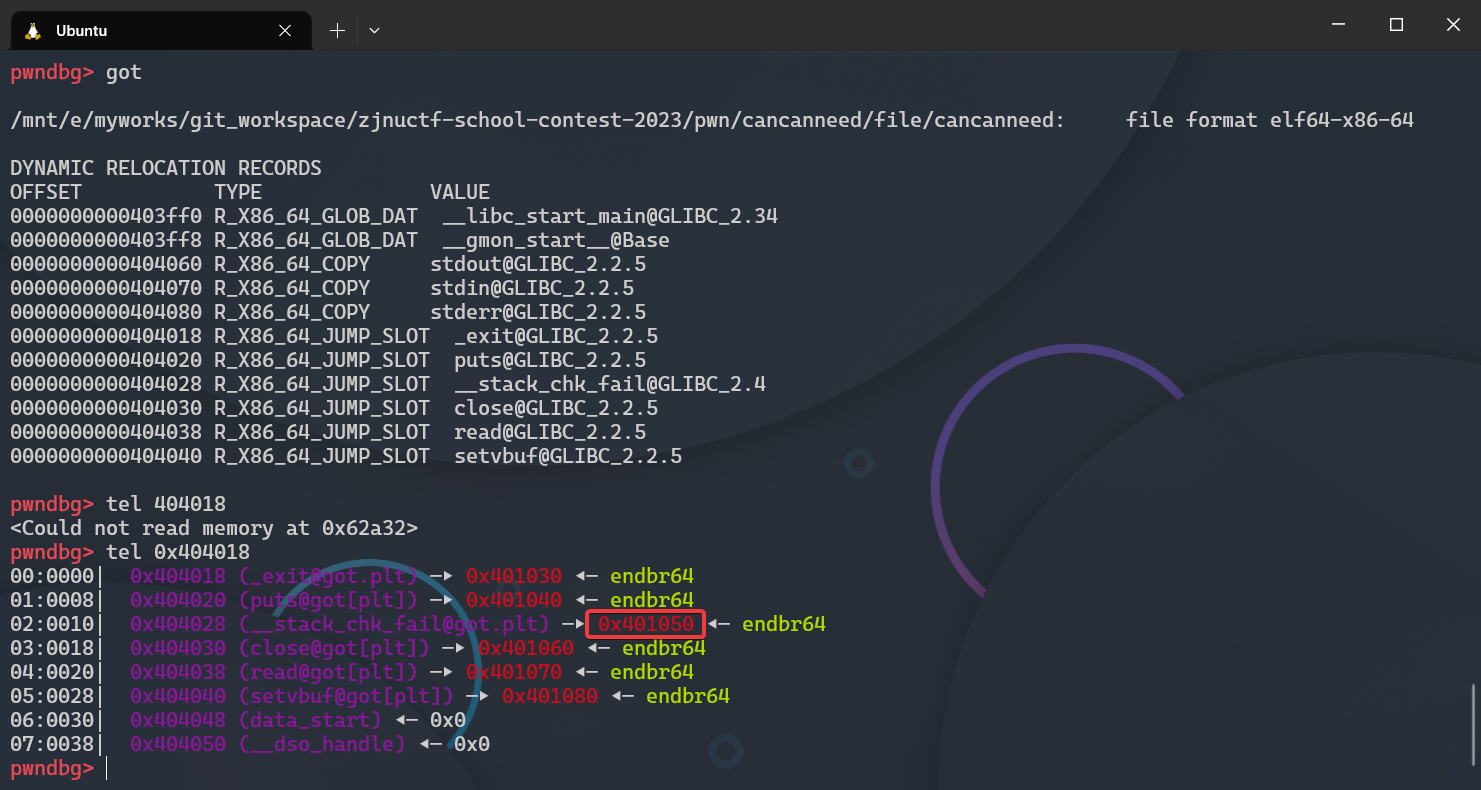 Ubuntu
pwndbg> got
/mnt/e/myworks/git_workspace/zjnuctf-school-contest-2023/pwn/cancanneed/file/cancanneed:     file format elf64-x86-64
DYNAMIC RELOCATION RECORDS
OFFSET           TYPE              VALUE
0000000000403ff0 R_X86_64_GLOB_DAT  __libc_start_main@GLIBC_2.34
0000000000403ff8 R_X86_64_GLOB_DAT  __gmon_start__@Base
0000000000404060 R_X86_64_COPY     stdout@GLIBC_2.2.5
0000000000404070 R_X86_64_COPY     stdin@GLIBC_2.2.5
0000000000404080 R_X86_64_COPY     stderr@GLIBC_2.2.5
0000000000404018 R_X86_64_JUMP_SLOT  _exit@GLIBC_2.2.5
0000000000404020 R_X86_64_JUMP_SLOT  puts@GLIBC_2.2.5
0000000000404028 R_X86_64_JUMP_SLOT  __stack_chk_fail@GLIBC_2.4
0000000000404030 R_X86_64_JUMP_SLOT  close@GLIBC_2.2.5
0000000000404038 R_X86_64_JUMP_SLOT  read@GLIBC_2.2.5
0000000000404040 R_X86_64_JUMP_SLOT  setvbuf@GLIBC_2.2.5
pwndbg> tel 404018
<Could not read memory at 0x62a32>
pwndbg> tel 0x404018
00:0000│  0x404018 (_exit@got.plt) —▸ 0x401030 ◂— endbr64
01:0008│  0x404020 (puts@got[plt]) —▸ 0x401040 ◂— endbr64
02:0010│  0x404028 (__stack_chk_fail@got.plt) —▸ 0x401050 ◂— endbr64
03:0018│  0x404030 (close@got[plt]) —▸ 0x401060 ◂— endbr64
04:0020│  0x404038 (read@got[plt]) —▸ 0x401070 ◂— endbr64
05:0028│  0x404040 (setvbuf@got[plt]) —▸ 0x401080 ◂— endbr64
06:0030│  0x404048 (data_start) ◂— 0x0
07:0038│  0x404050 (__dso_handle) ◂— 0x0
pwndbg>